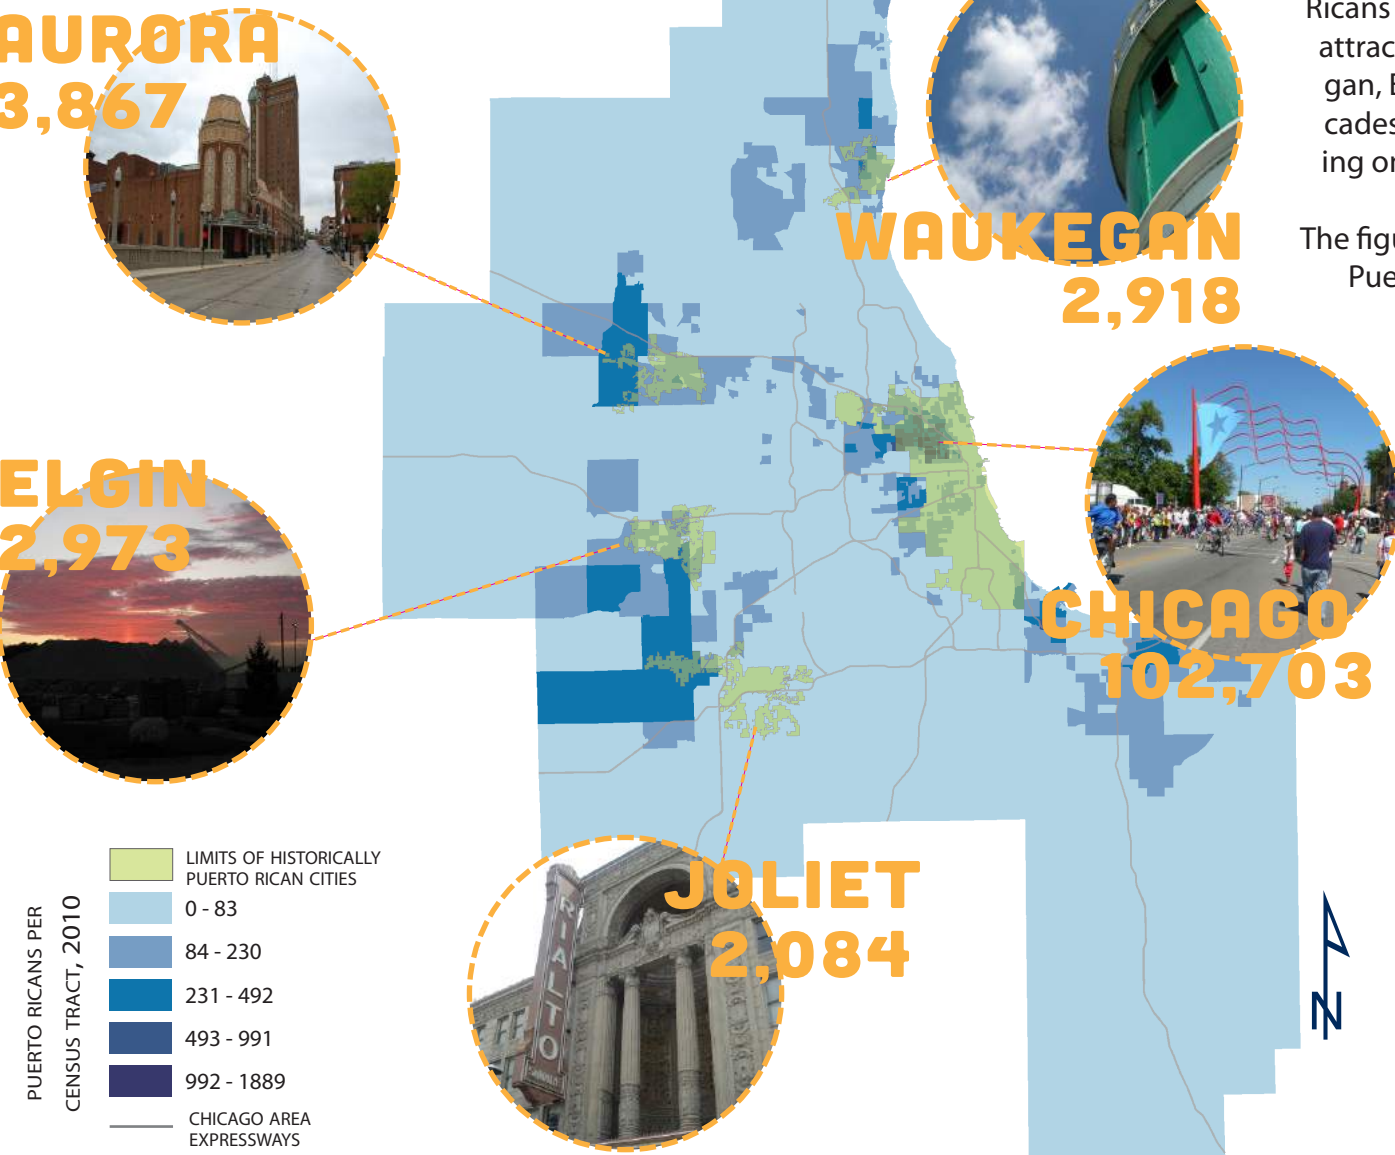 AURORA
3,867
WAUKEGAN
2,918
Ricans
attrac
gan, E
cades
ing or
The figu
Pue
ELGIN
2,973
CHICAGO
102,703
JOLIET
2,084
RIALTO
PUERTO RICANS PER
CENSUS TRACT, 2010
LIMITS OF HISTORICALLY
PUERTO RICAN CITIES
0 - 83
84 - 230
231 - 492
493 - 991
992 - 1889
CHICAGO AREA
EXPRESSWAYS
N